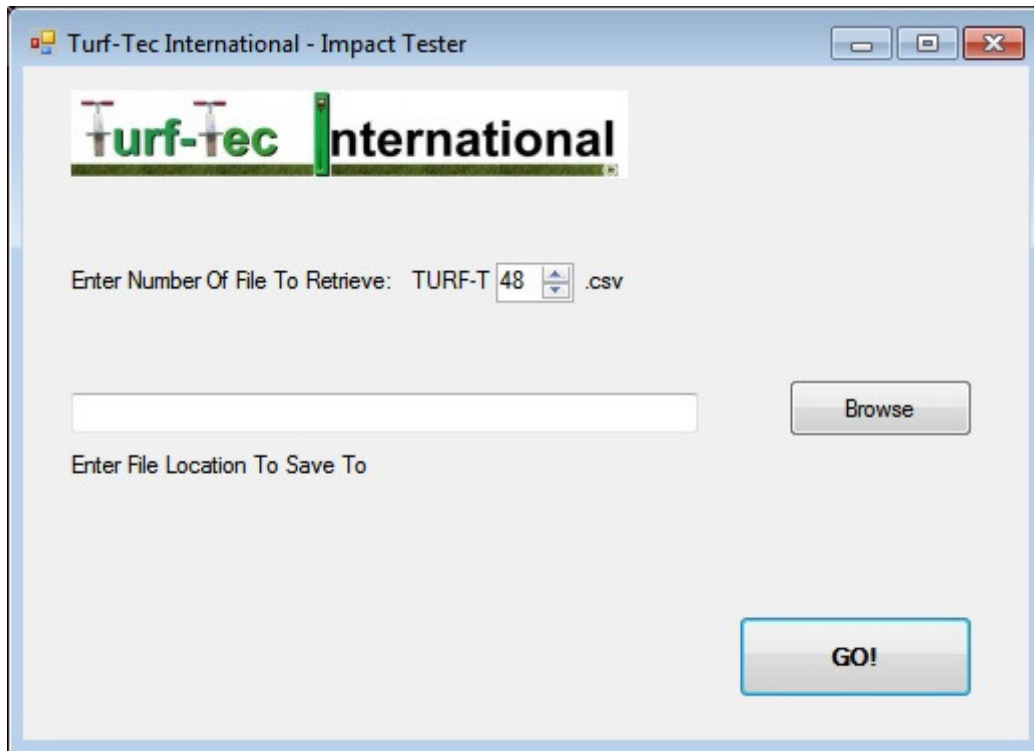 Turf-Tec International - Impact Tester
Turf-Tec International
Enter Number Of File To Retrieve: TURF-T 48 .csv
Browse
Enter File Location To Save To
GO!